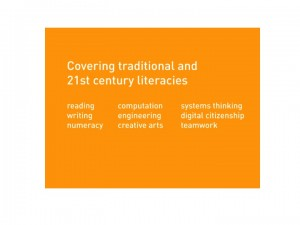 Covering traditional and
21st century literacies
reading computation systems thinking
writing engineering digital citizenship
numeracy creative arts teamwork